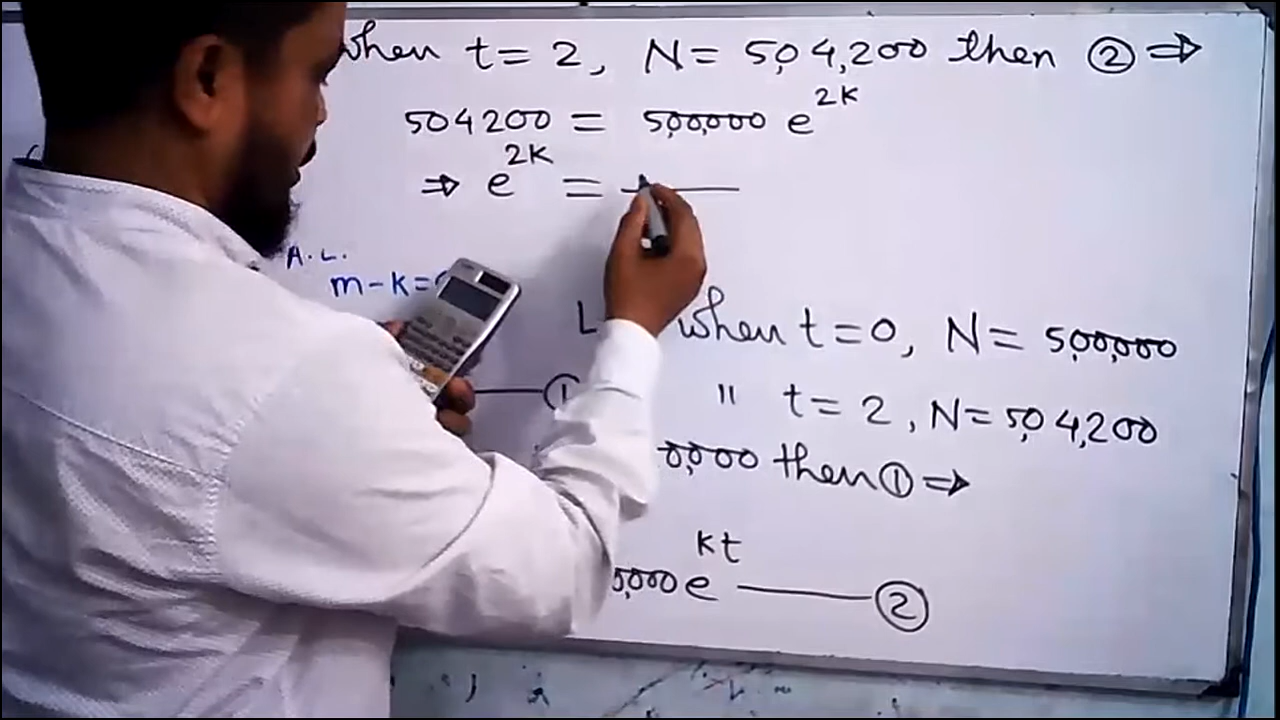 when t = 2, N = 5,04,200 then ② ⇒
504200 = 5,00,000 e^2k
⇒ e^2k =
A.L.
m-k=
①
when t=0, N = 5,00,000
" t = 2, N = 5,04,200
0,000 then ① ⇒
,000 e^kt ——— ②